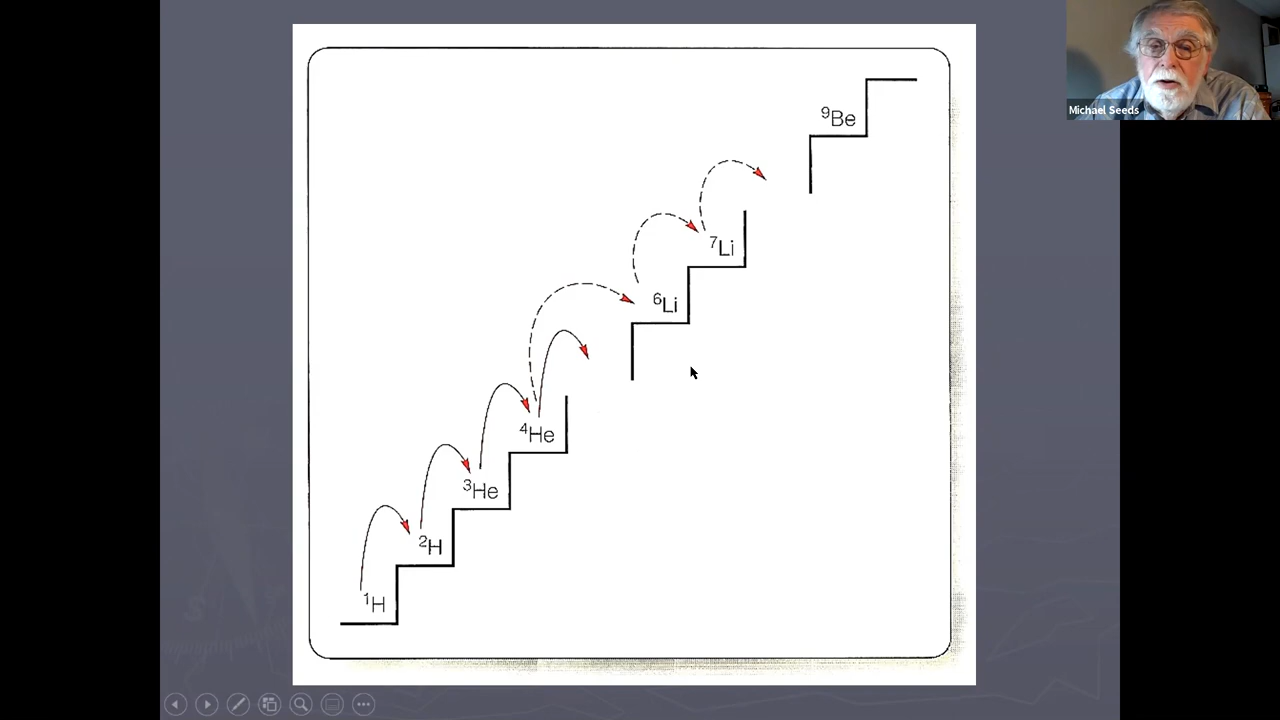 Michael Seeds
⁹Be
⁷Li
⁶Li
⁴He
³He
²H
¹H